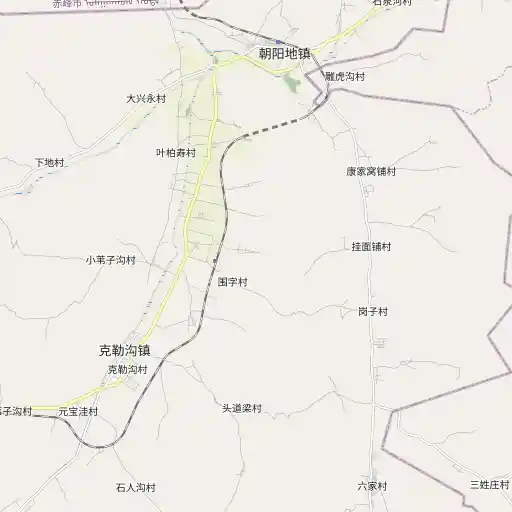 赤峰市
石泉沟村
朝阳地镇
雕虎沟村
大兴永村
叶柏寿村
下地村
康家窝铺村
挂面铺村
小苇子沟村
围字村
岗子村
克勒沟镇
克勒沟村
苇子沟村
元宝洼村
头道梁村
石人沟村
六家村
三姓庄村